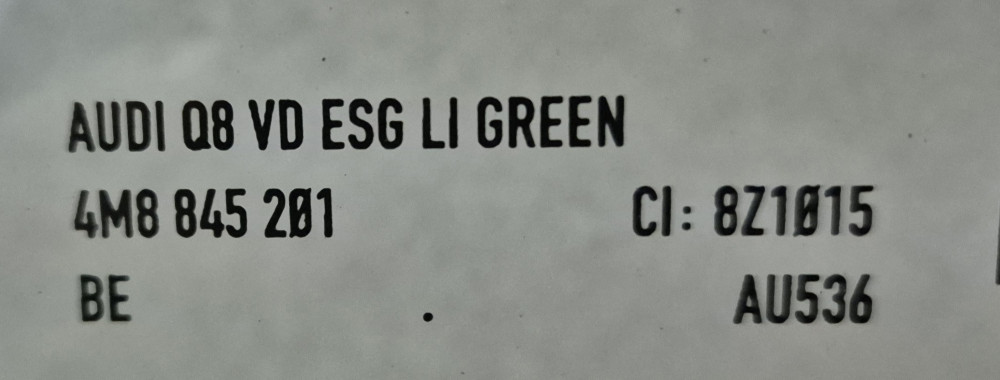 AUDI Q8 VD ESG LI GREEN
4M8 845 201
CI: 8Z1015
BE
AU536